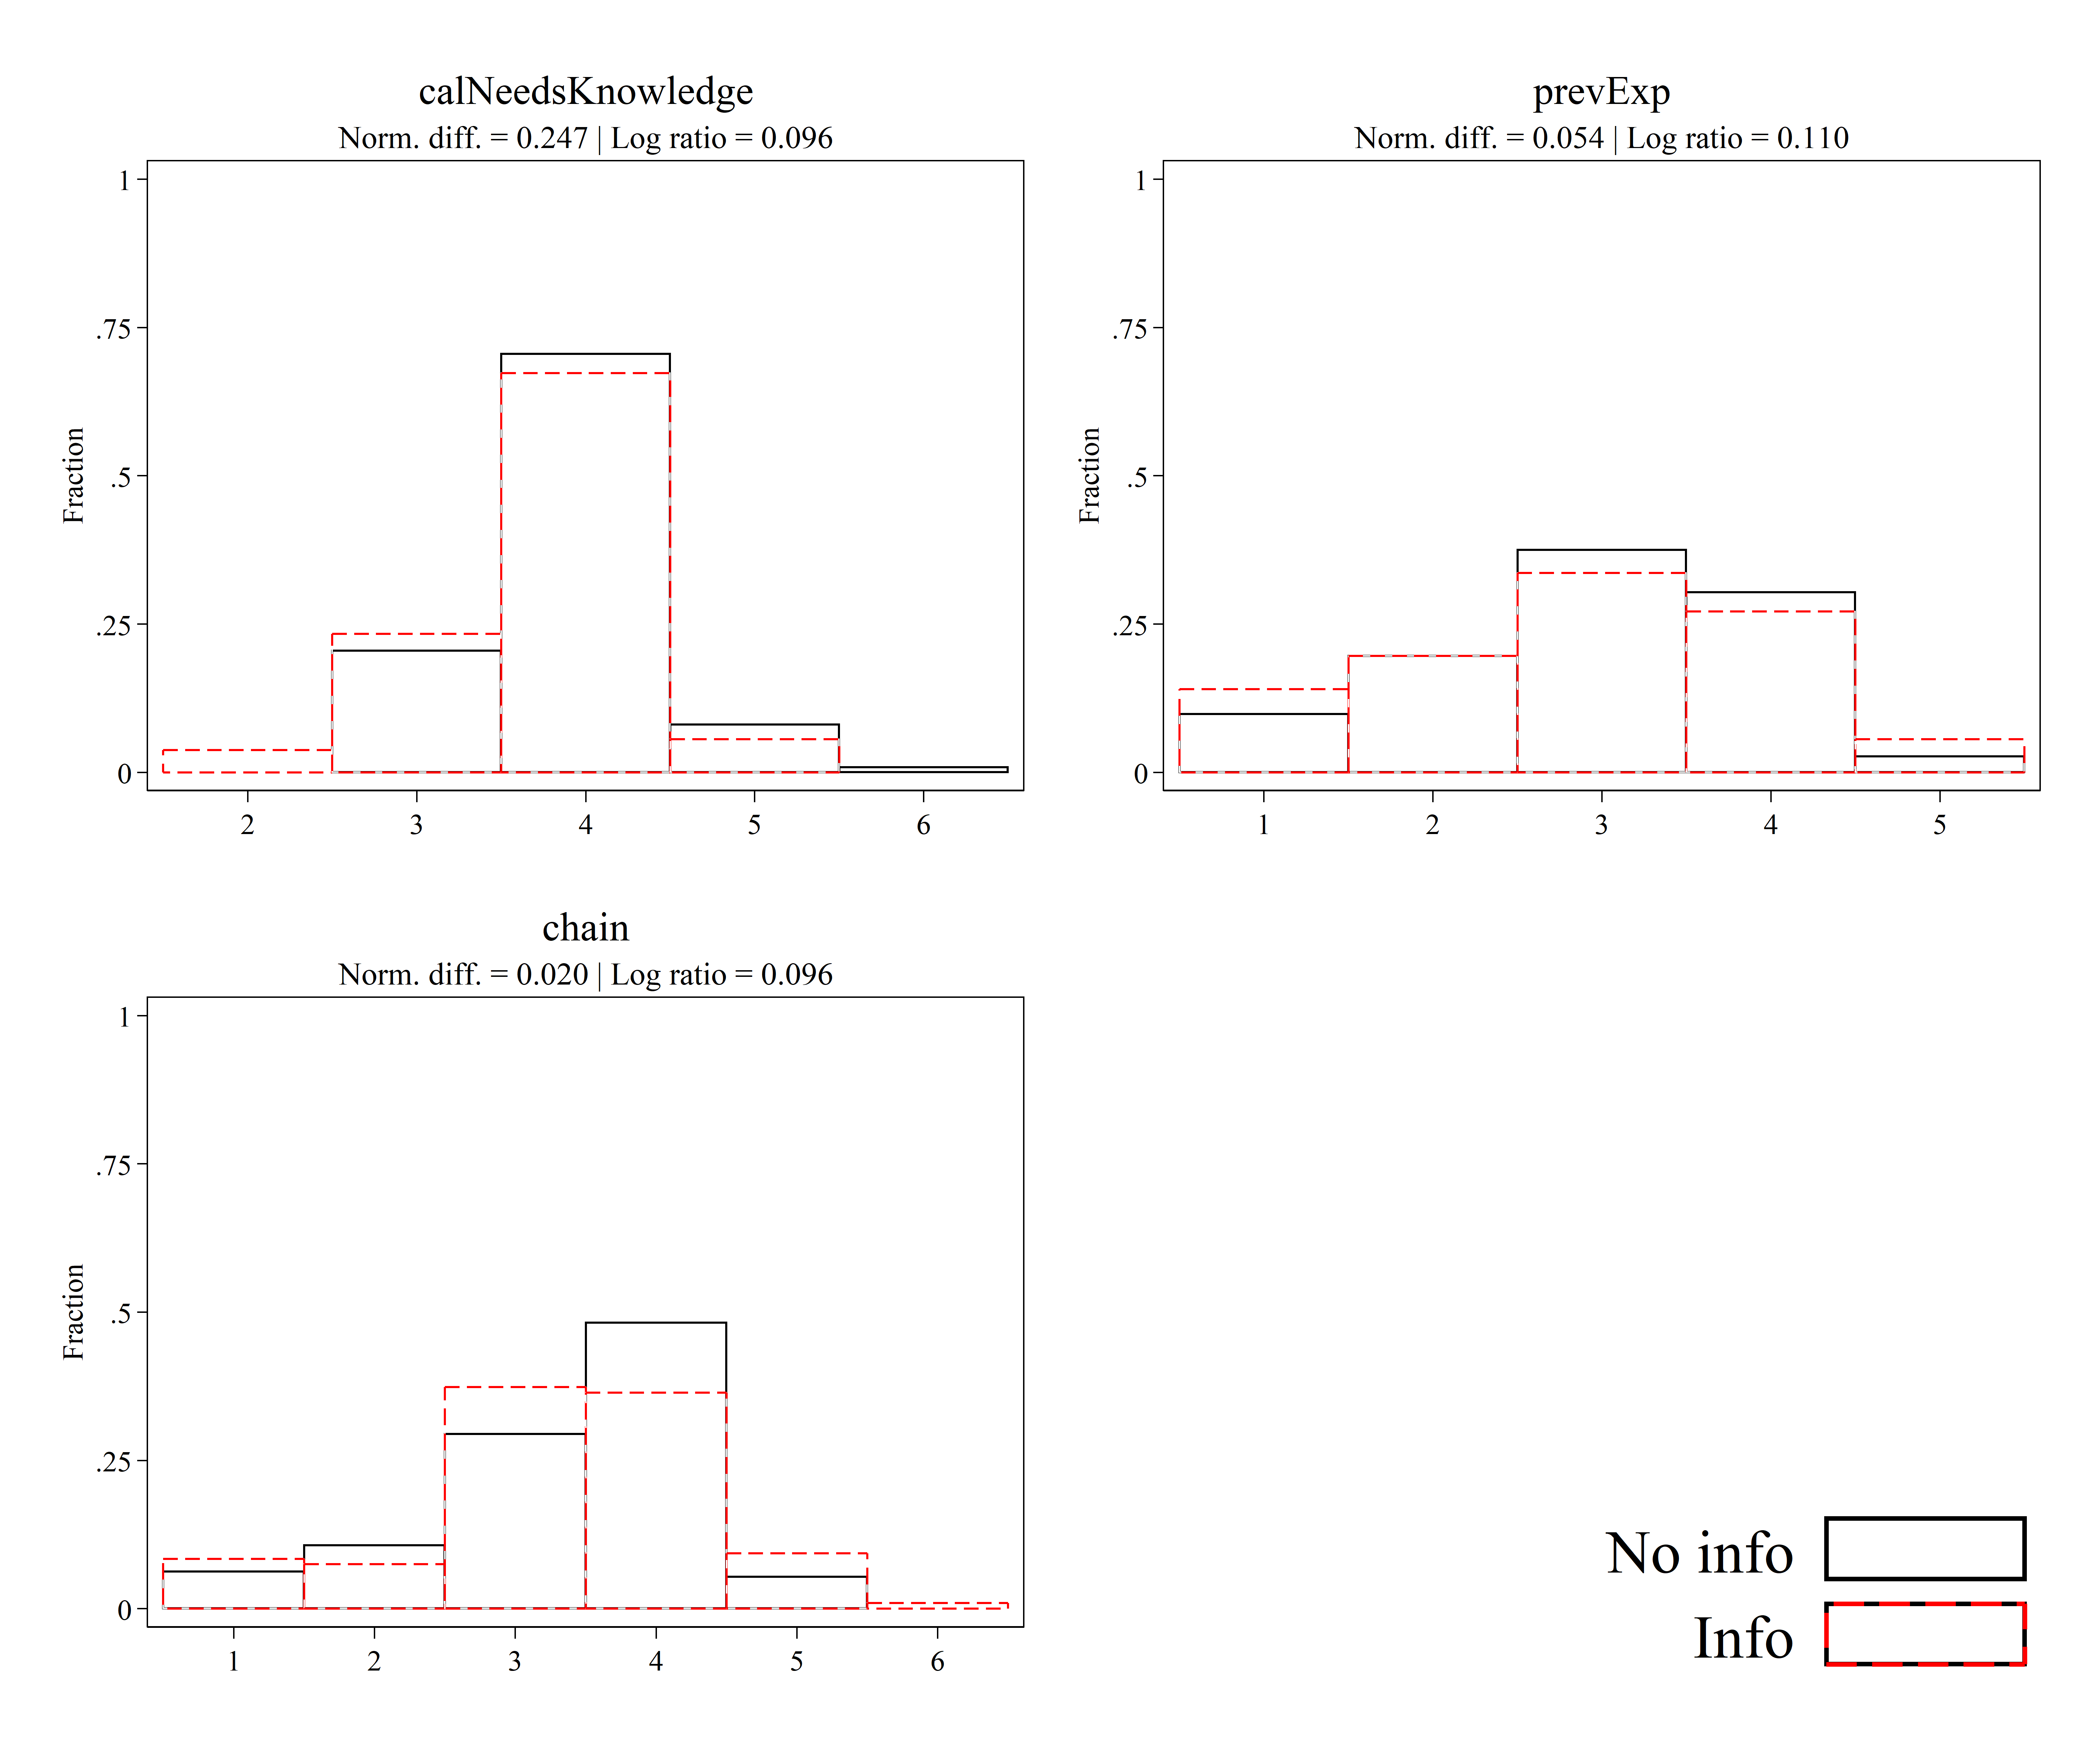 calNeedsKnowledge
Norm. diff. = 0.247 | Log ratio = 0.096
1
.75
.5
.25
0
Fraction
2 3 4 5 6
prevExp
Norm. diff. = 0.054 | Log ratio = 0.110
1
.75
.5
.25
0
Fraction
1 2 3 4 5
chain
Norm. diff. = 0.020 | Log ratio = 0.096
1
.75
.5
.25
0
Fraction
1 2 3 4 5 6
No info
Info